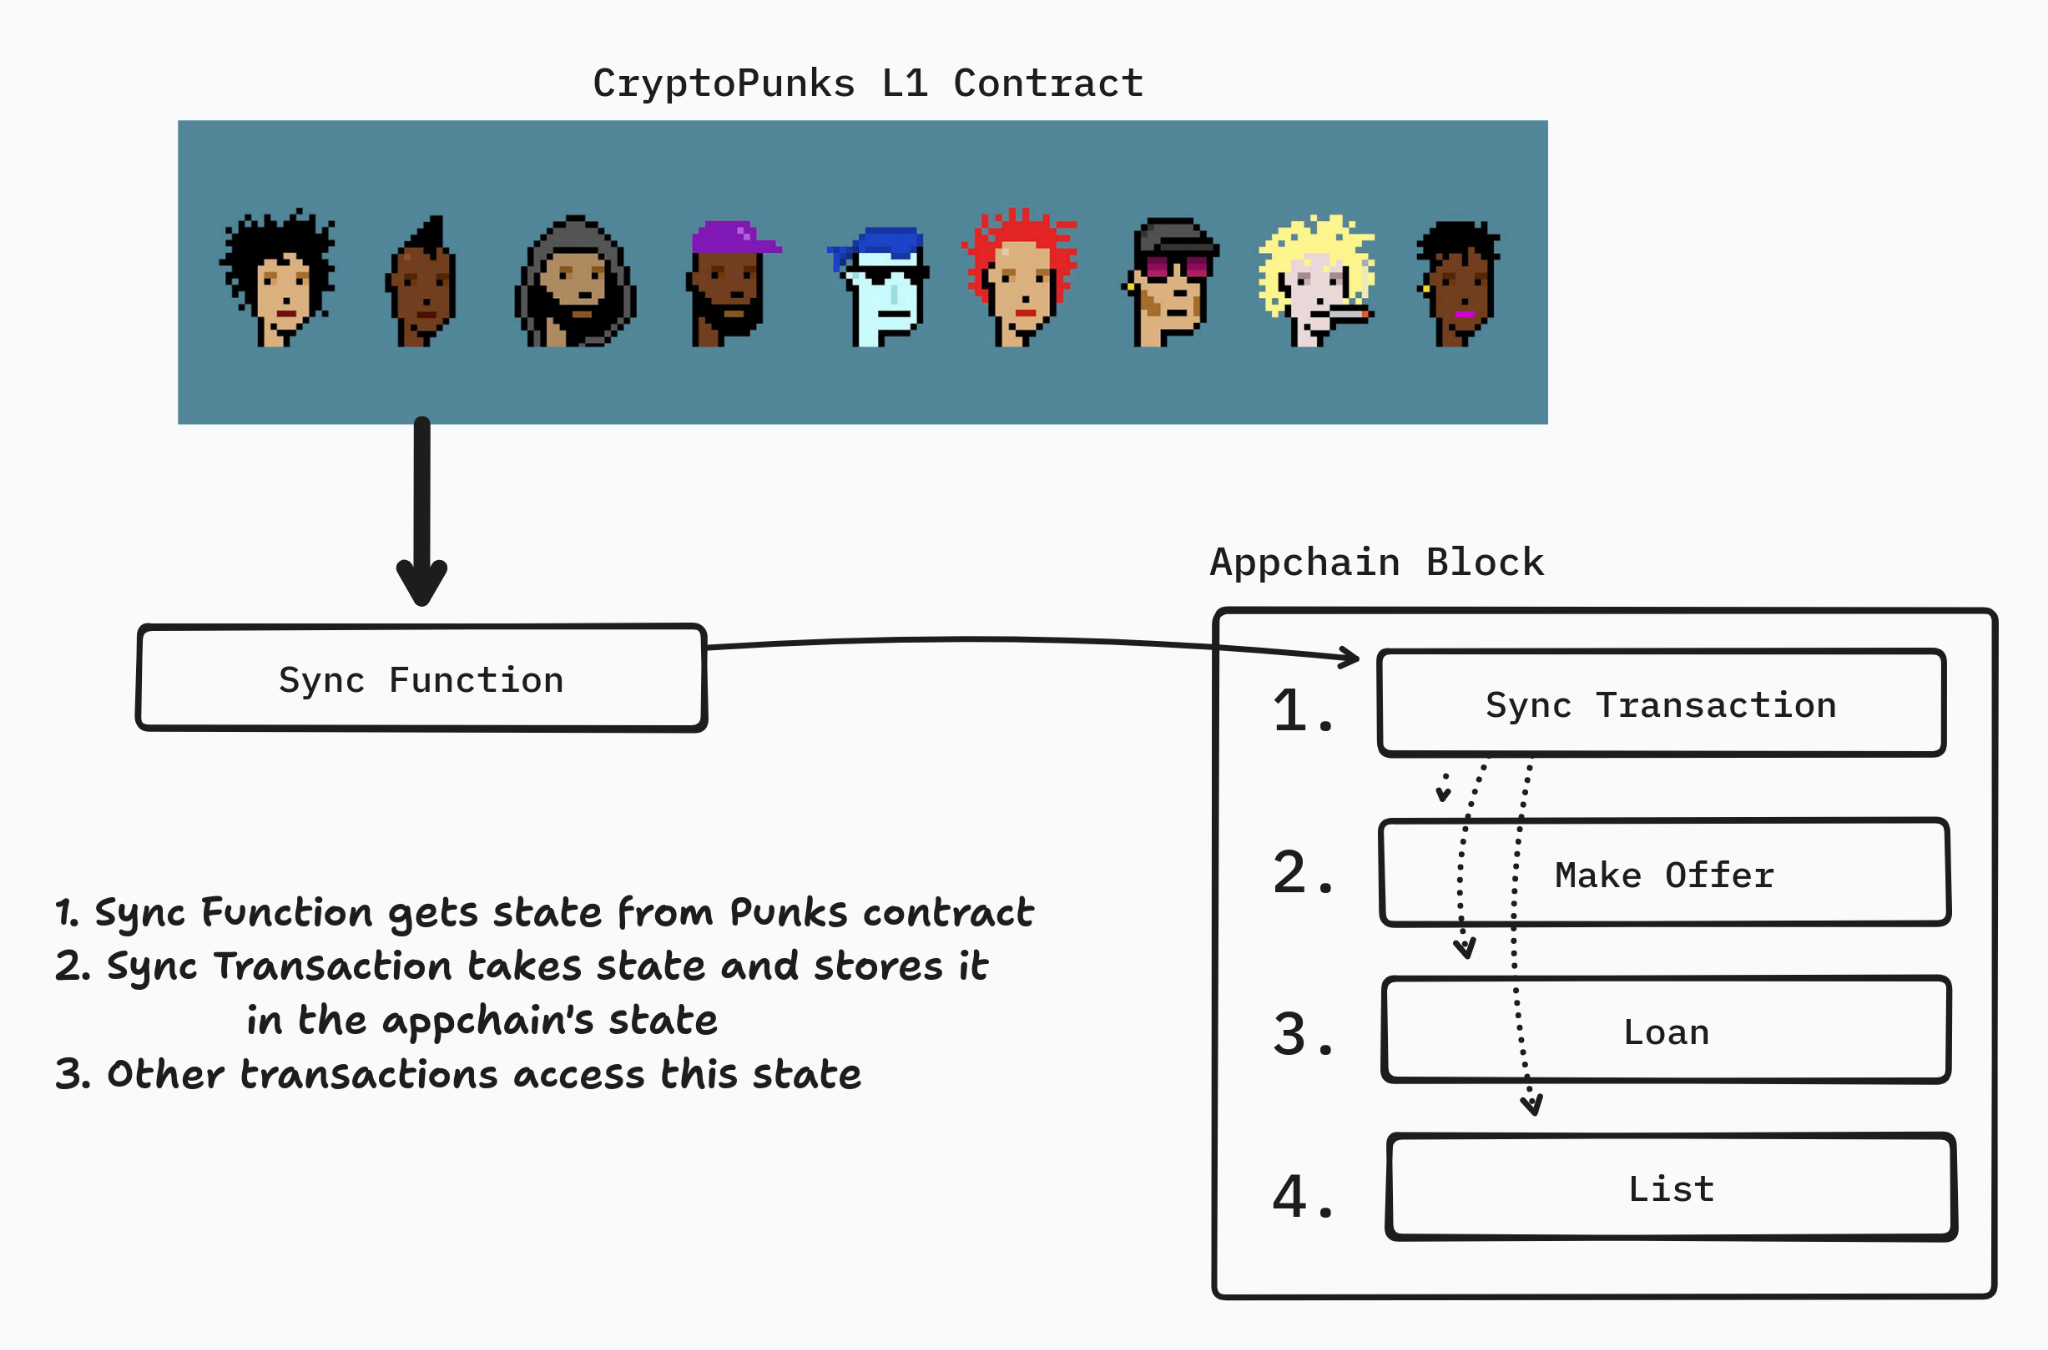 CryptoPunks L1 Contract
Sync Function
Appchain Block
1.
Sync Transaction
2.
Make Offer
3.
Loan
4.
List
1. Sync Function gets state from Punks contract
2. Sync Transaction takes state and stores it
in the appchain's state
3. Other transactions access this state